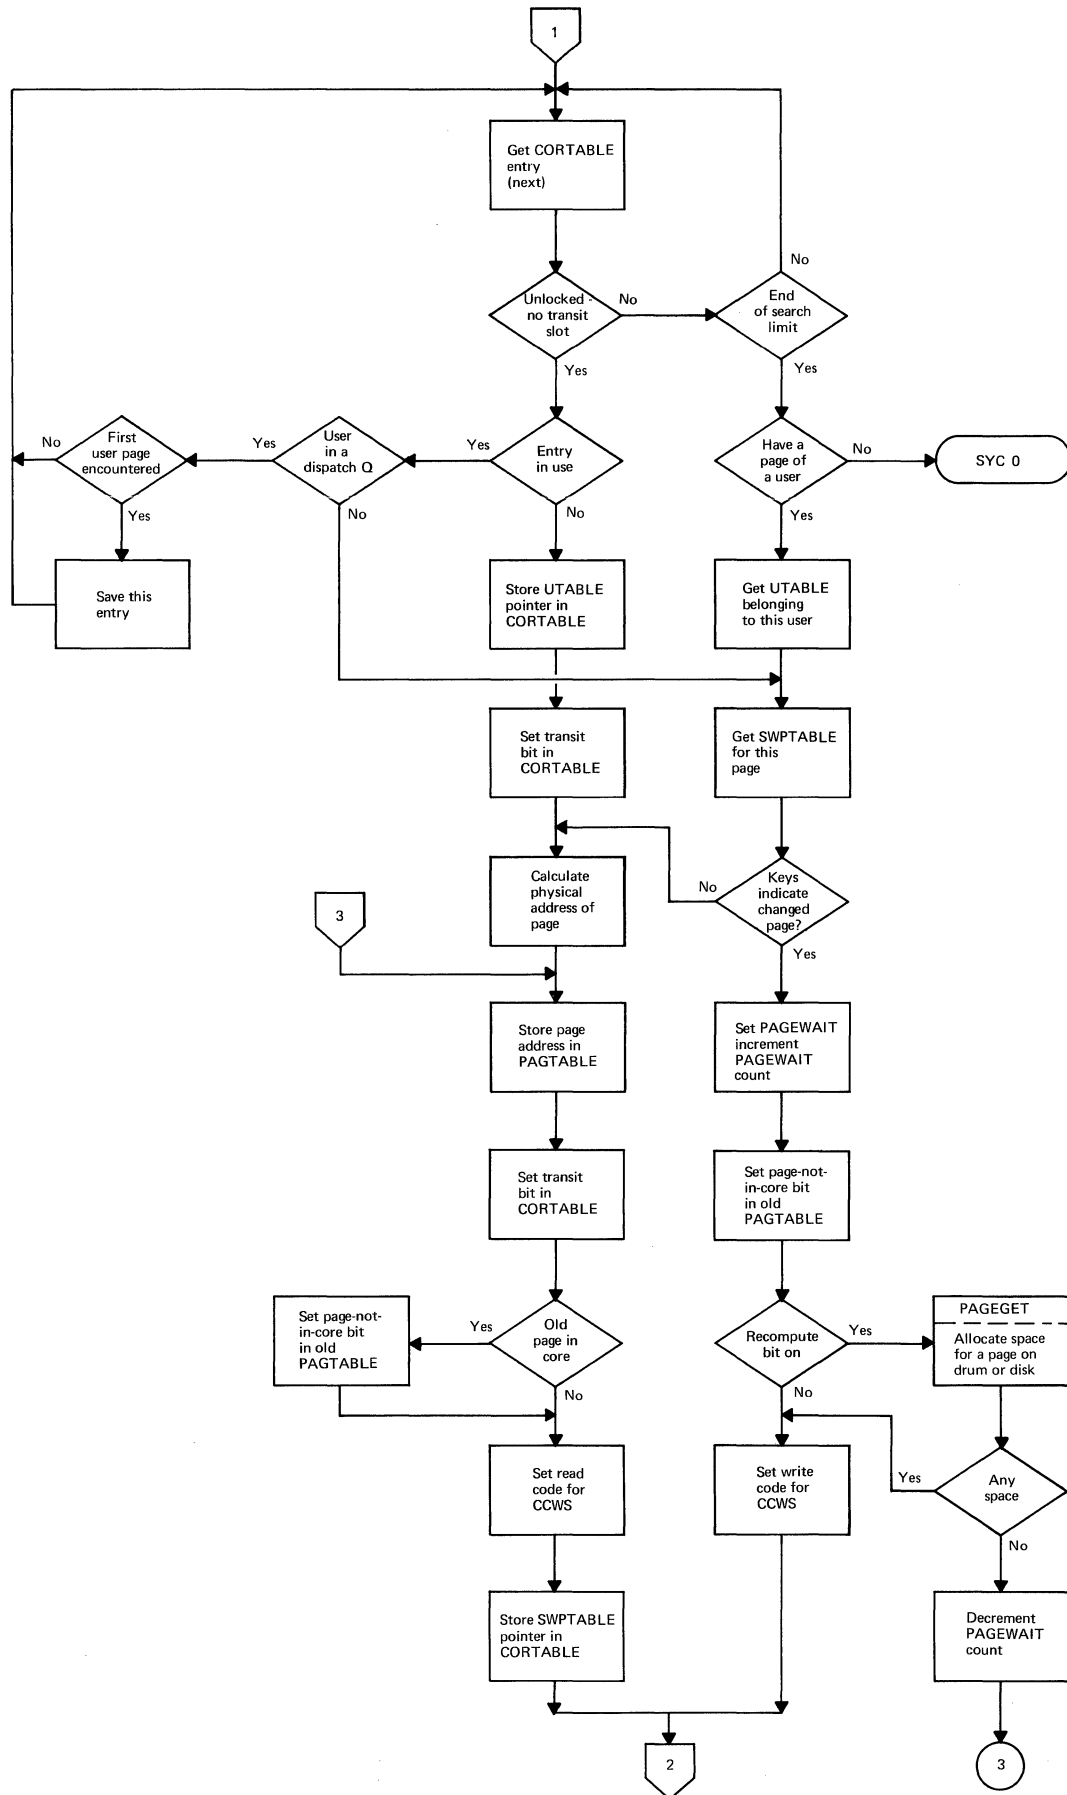 1
Get CORTABLE
entry
(next)
No
Unlocked -
no transit
slot
No
End
of search
limit
Yes
Yes
First
user page
encountered
No
Yes
User
in a
dispatch Q
Yes
No
Entry
in use
Yes
No
Have a
page of
a user
No
Yes
SYC 0
Save this
entry
Store UTABLE
pointer in
CORTABLE
Get UTABLE
belonging
to this user
Set transit
bit in
CORTABLE
Get SWPTABLE
for this
page
Calculate
physical
address of
page
No
Keys
indicate
changed
page?
Yes
3
Store page
address in
PAGTABLE
Set PAGEWAIT
increment
PAGEWAIT
count
Set transit
bit in
CORTABLE
Set page-not-
in-core bit
in old
PAGTABLE
Set page-not-
in-core bit
in old
PAGTABLE
Yes
Old
page in
core
No
Recompute
bit on
Yes
No
PAGEGET
Allocate space
for a page on
drum or disk
Set read
code for
CCWS
Set write
code for
CCWS
Yes
Any
space
No
Store SWPTABLE
pointer in
CORTABLE
Decrement
PAGEWAIT
count
2
3